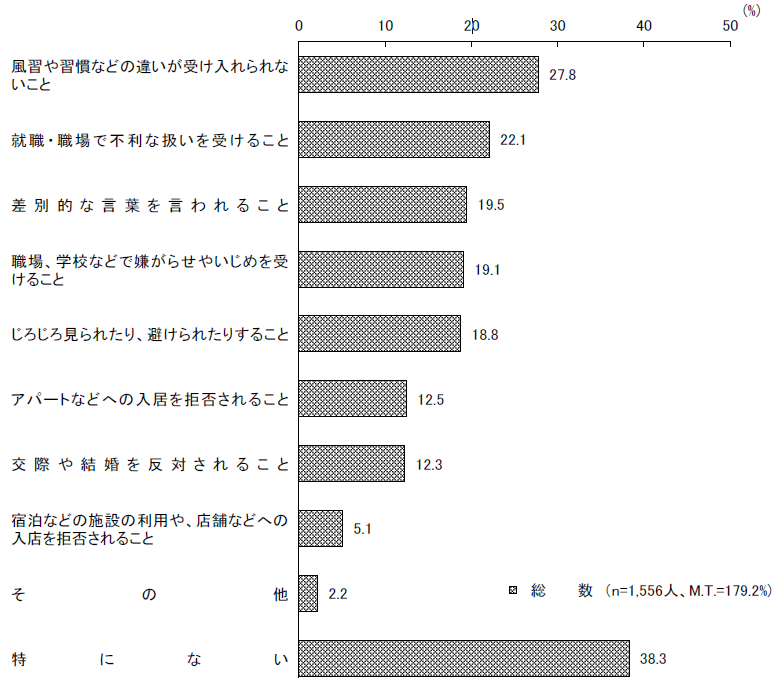 (%)
0 10 20 30 40 50
風習や習慣などの違いが受け入れられな
いこと
27.8
就職・職場で不利な扱いを受けること
22.1
差別的な言葉を言われること
19.5
職場、学校などで嫌がらせやいじめを受
けること
19.1
じろじろ見られたり、避けられたりすること
18.8
アパートなどへの入居を拒否されること
12.5
交際や結婚を反対されること
12.3
宿泊などの施設の利用や、店舗などへの
入店を拒否されること
5.1
その他
2.2
総数 (n=1,556人、M.T.=179.2%)
特にない
38.3